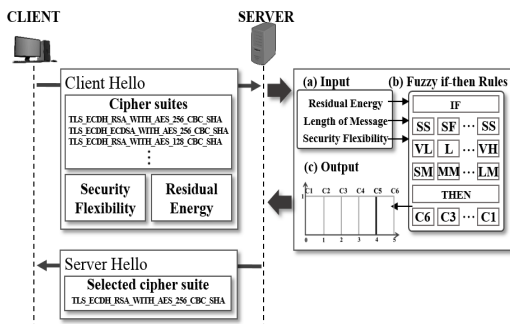 CLIENT
SERVER
Client Hello
Cipher suites
TLS_ECDH_RSA_WITH_AES_256_CBC_SHA
TLS_ECDH_ECDSA_WITH_AES_256_CBC_SHA
TLS_ECDH_RSA_WITH_AES_128_CBC_SHA
⋮
Security Flexibility
Residual Energy
Server Hello
Selected cipher suite
TLS_ECDH_RSA_WITH_AES_256_CBC_SHA
(a) Input
Residual Energy
Length of Message
Security Flexibility
(b) Fuzzy if-then Rules
IF
SS SF ··· SS
VL L ··· VH
SM MM ··· LM
THEN
C6 C3 ··· C1
(c) Output
C1 C2 C3 C4 C5 C6
1
0 1 2 3 4 5